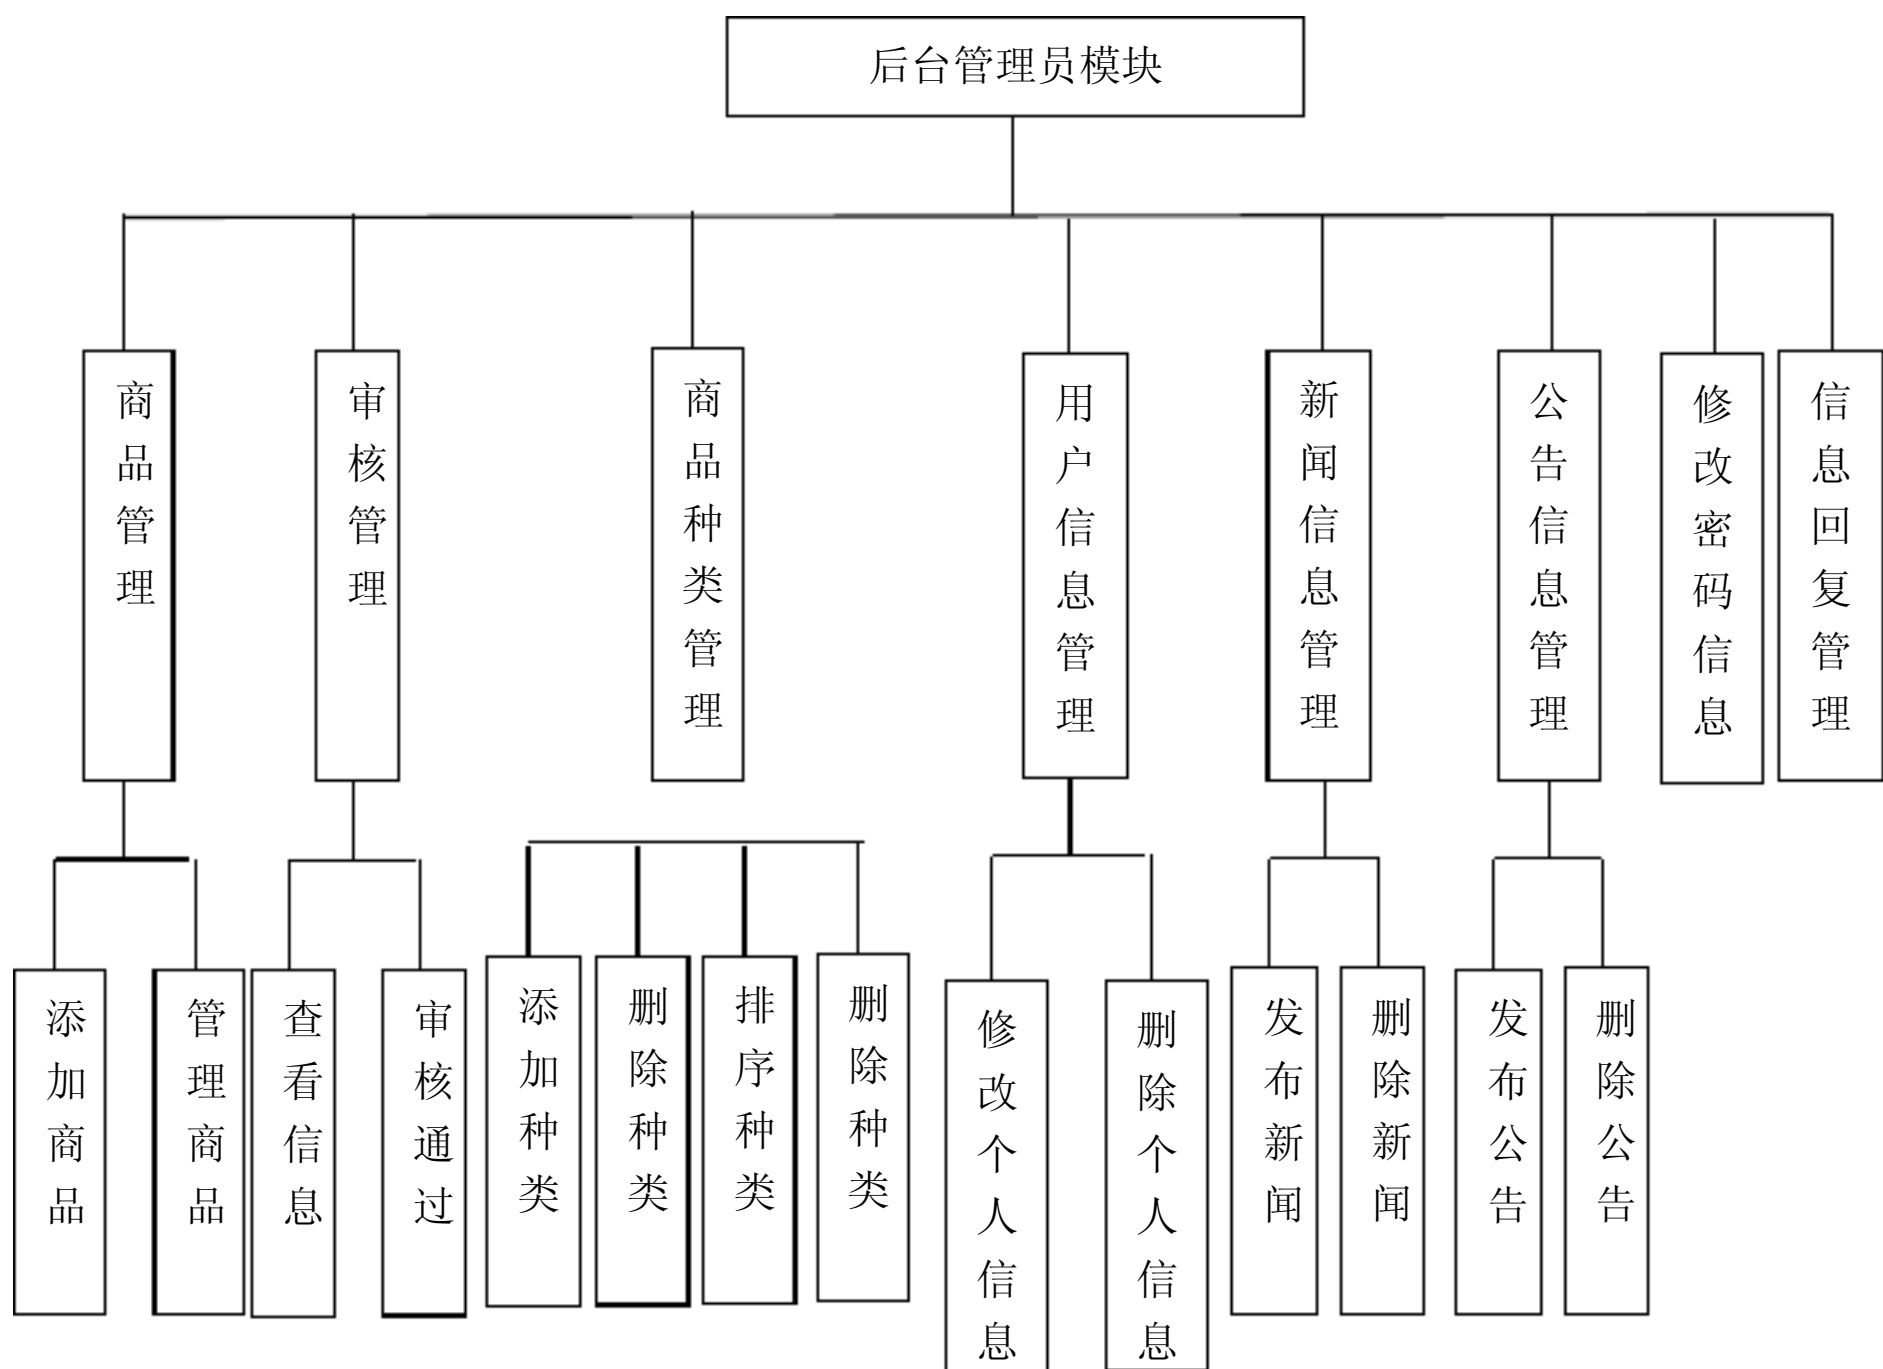 后台管理员模块
商品管理
审核管理
商品种类管理
用户信息管理
新闻信息管理
公告信息管理
修改密码信息
信息回复管理
添加商品
管理商品
查看信息
审核通过
添加种类
删除种类
排序种类
删除种类
修改个人信息
删除个人信息
发布新闻
删除新闻
发布公告
删除公告